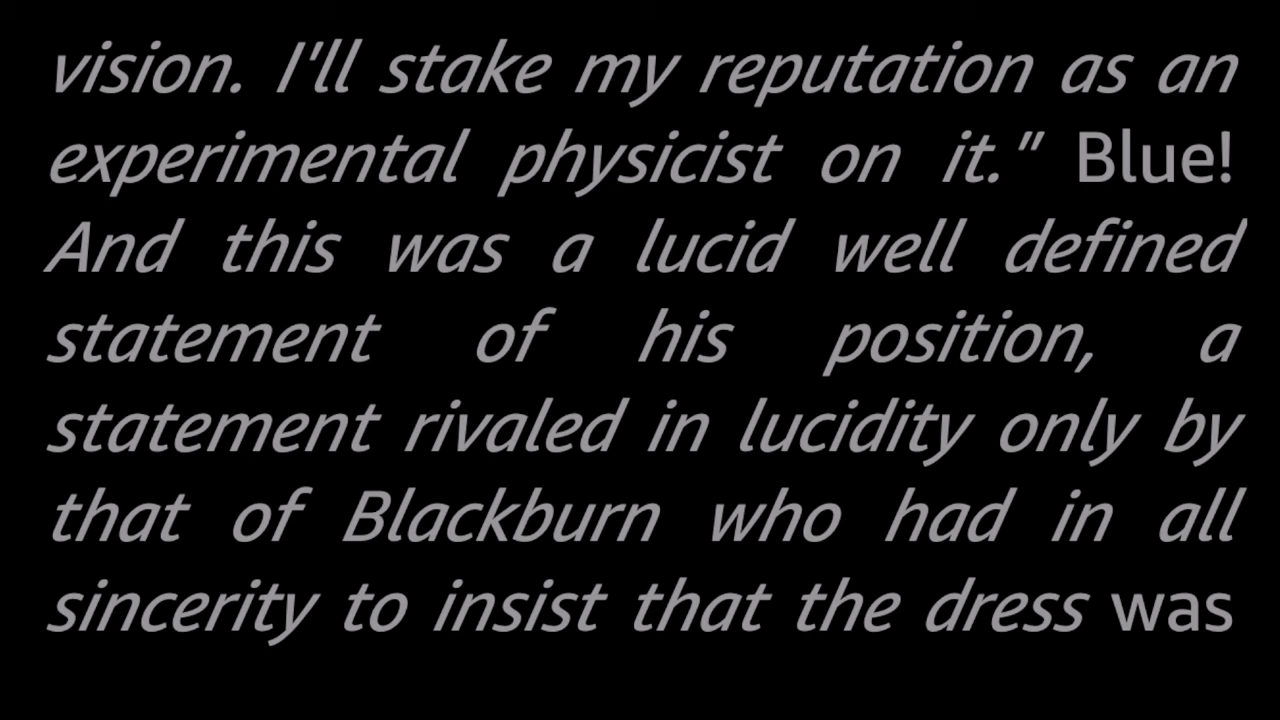 vision. I'll stake my reputation as an
experimental physicist on it.” Blue!
And this was a lucid well defined
statement of his position, a
statement rivaled in lucidity only by
that of Blackburn who had in all
sincerity to insist that the dress was